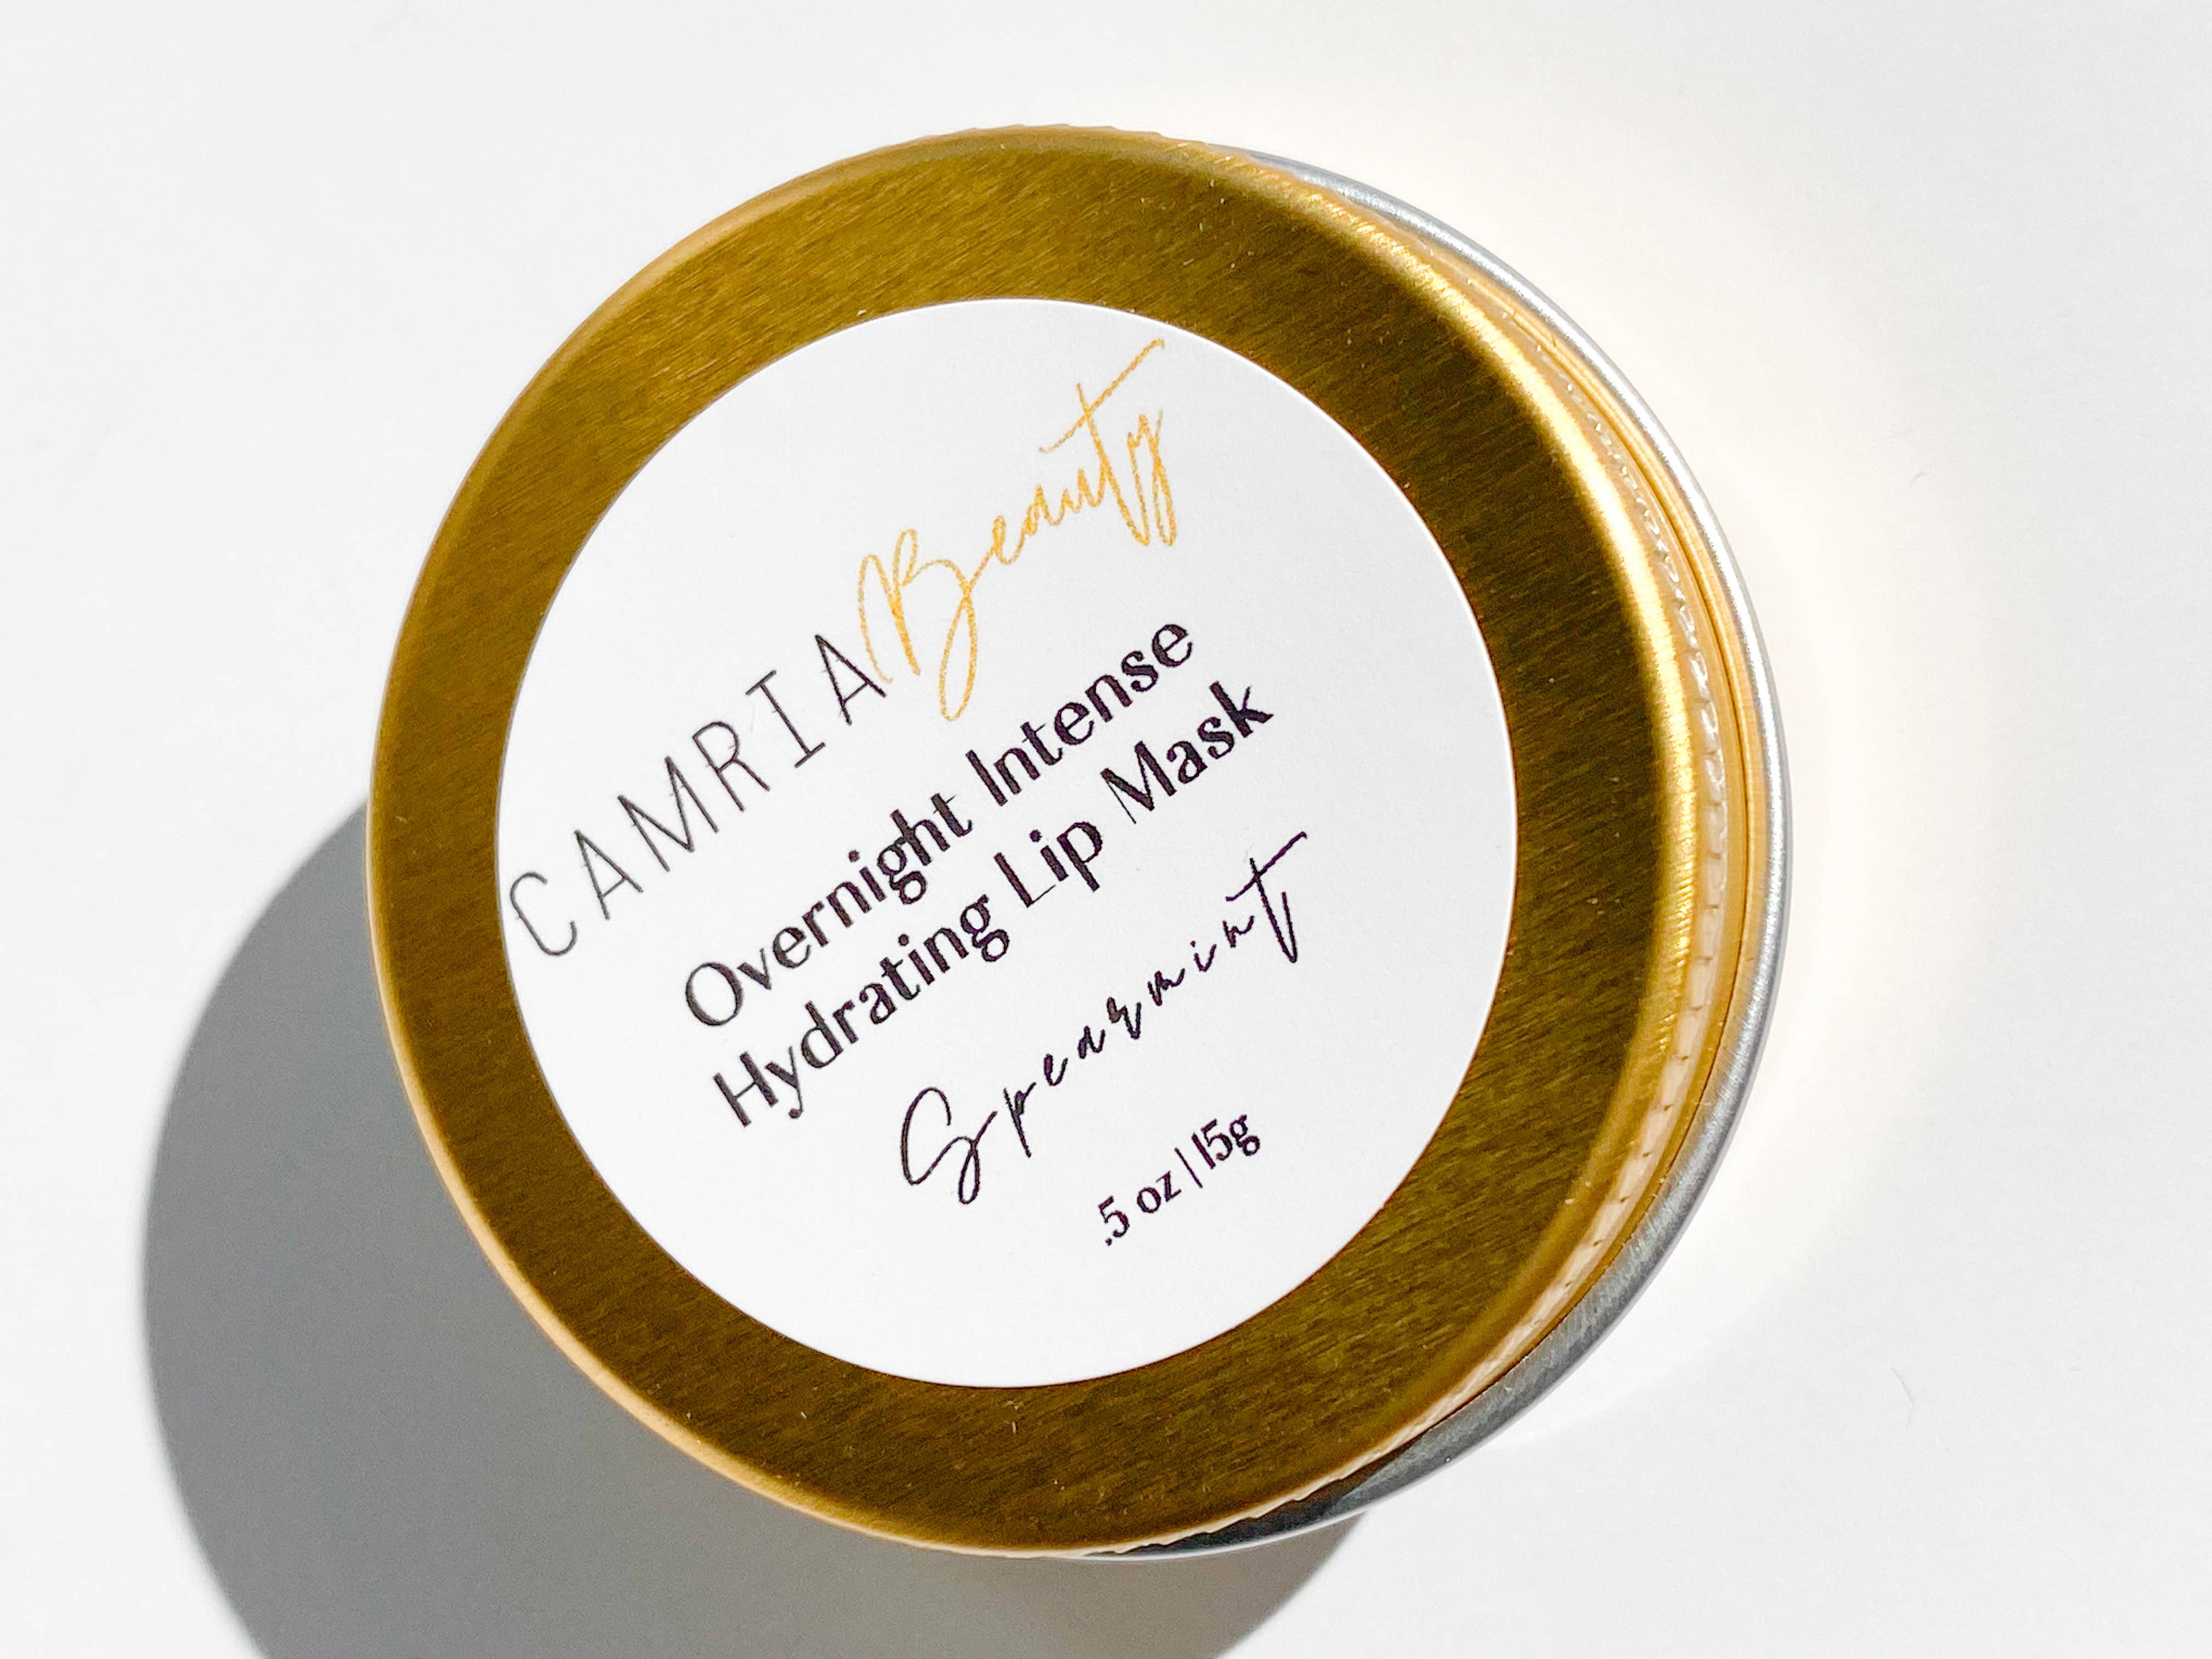 CAMRIA Beauty
Overnight Intense
Hydrating Lip Mask
Spearmint
.5 oz | 15g